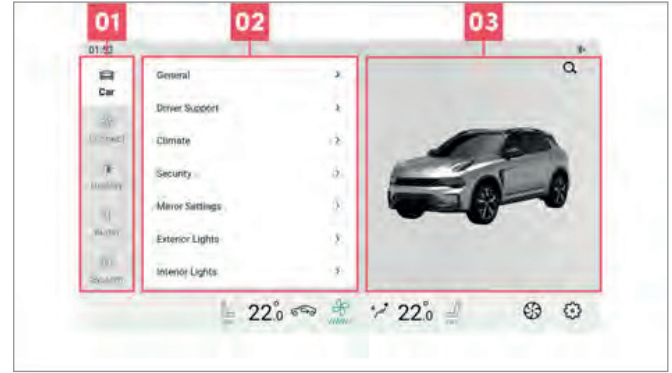 01 02 03
Car
General
Driver Support
Climate
Security
Mirror Settings
Exterior Lights
Interior Lights
22.0 22.0